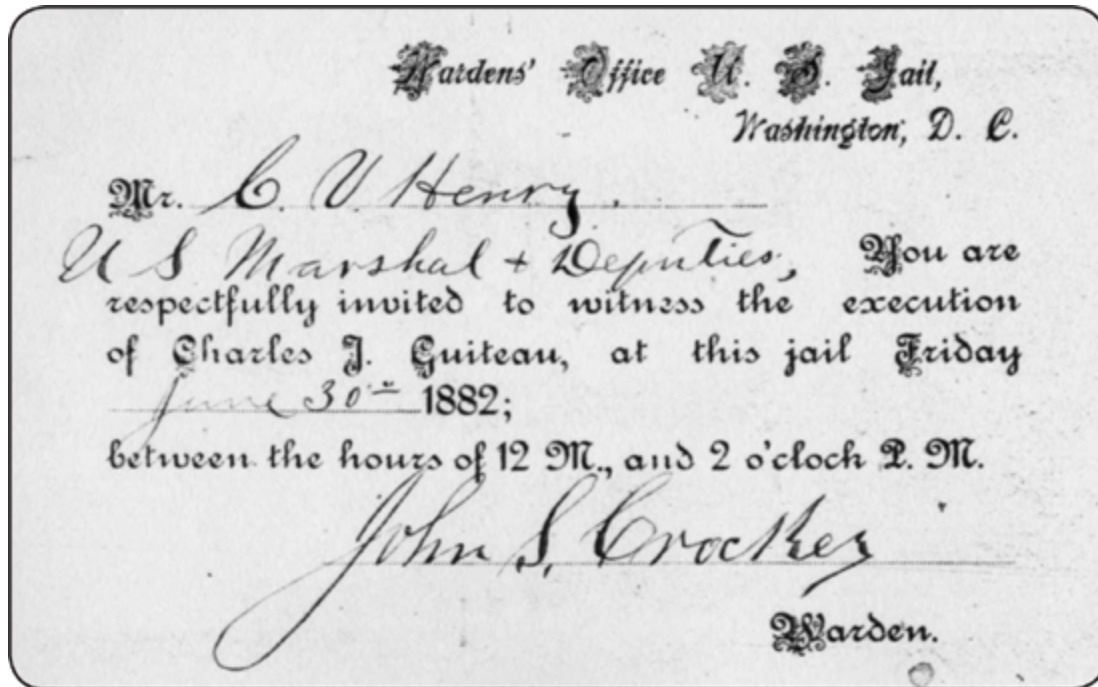 Wardens' Office U. S. Jail,
Washington, D. C.
Mr. C. V. Henry.
U S Marshal + Deputies, You are
respectfully invited to witness the execution
of Charles J. Guiteau, at this jail Friday
June 30th 1882;
between the hours of 12 M., and 2 o'clock P. M.
John S. Crocker
Warden.